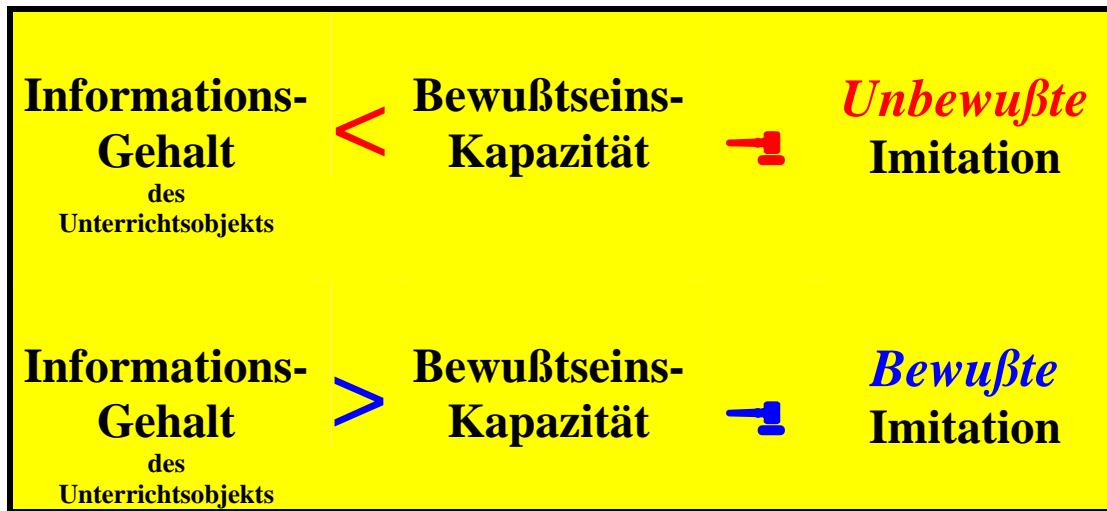 Informations-
Gehalt
des
Unterrichtsobjekts
<
Bewußtseins-
Kapazität
Unbewußte
Imitation
Informations-
Gehalt
des
Unterrichtsobjekts
>
Bewußtseins-
Kapazität
Bewußte
Imitation